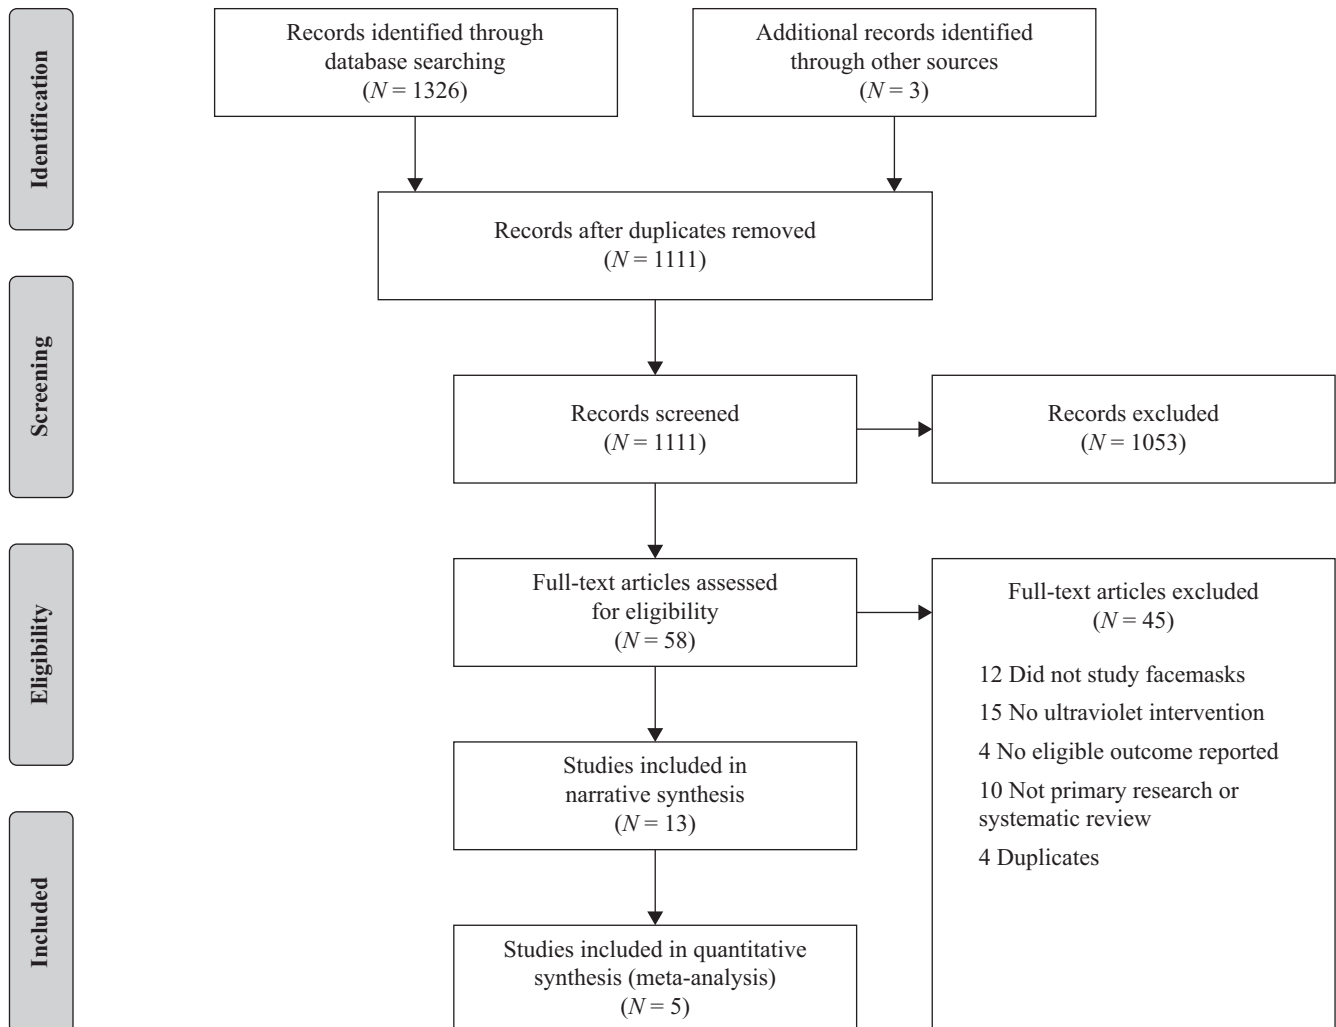 Identification
Records identified through
database searching
(N = 1326)
Additional records identified
through other sources
(N = 3)
Records after duplicates removed
(N = 1111)
Screening
Records screened
(N = 1111)
Records excluded
(N = 1053)
Eligibility
Full-text articles assessed
for eligibility
(N = 58)
Full-text articles excluded
(N = 45)
12 Did not study facemasks
15 No ultraviolet intervention
4 No eligible outcome reported
10 Not primary research or
systematic review
4 Duplicates
Studies included in
narrative synthesis
(N = 13)
Included
Studies included in quantitative
synthesis (meta-analysis)
(N = 5)